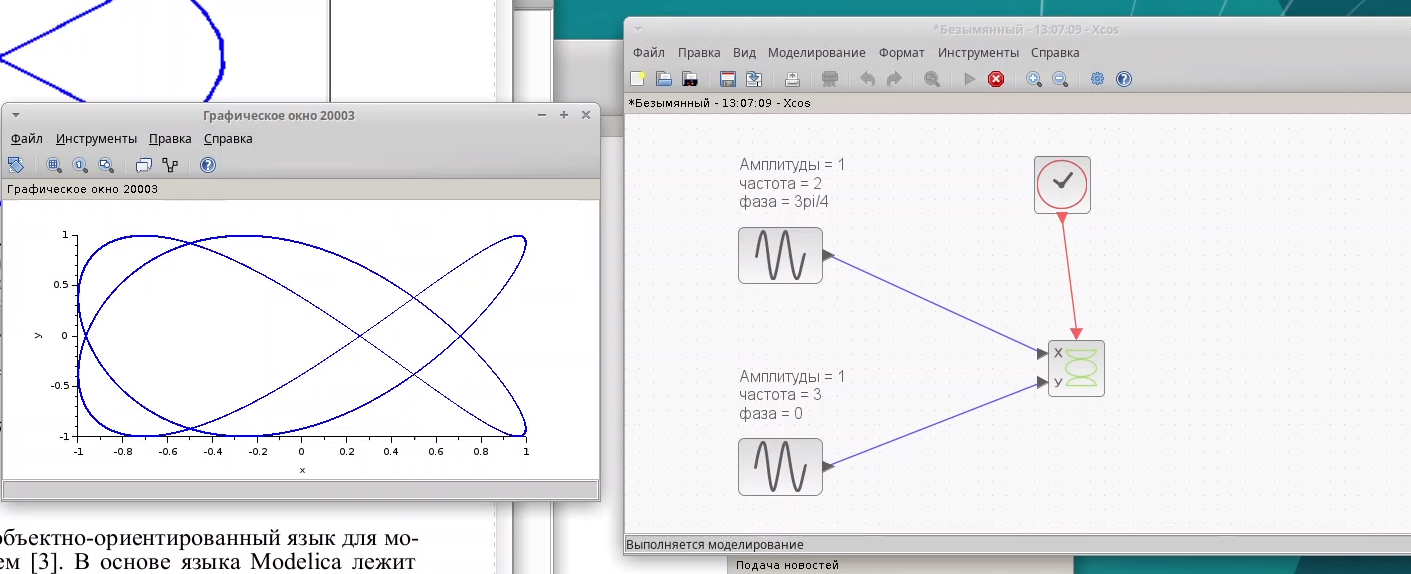 *Безымянный - 13:07:09 - Xcos
Файл Правка Вид Моделирование Формат Инструменты Справка
*Безымянный - 13:07:09 - Xcos
Амплитуды = 1
частота = 2
фаза = 3pi/4
X
У
Амплитуды = 1
частота = 3
фаза = 0
Выполняется моделирование
Подача новостей
Графическое окно 20003
Файл Инструменты Правка Справка
Графическое окно 20003
1
0.5
0
-0.5
-1
y
-1 -0.8 -0.6 -0.4 -0.2 0 0.2 0.4 0.6 0.8 1
x
объектно-ориентированный язык для мо-
ем [3]. В основе языка Modelica лежит